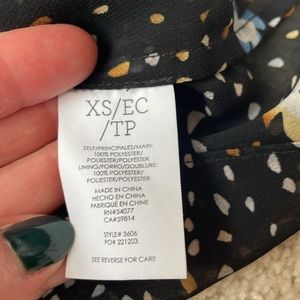 XS/EC
/TP
SELF/PRINCIPALES/MAIN:
100% POLYESTER/
POLIESTER/POLYESTER
LINING/FORRO/DOUBLURE:
100% POLYESTER/
POLIESTER/POLYESTER
MADE IN CHINA
HECHO EN CHINA
FABRIQUÉ EN CHINE
RN#54077
CA#59814
STYLE# 3606
PO# 221203
SEE REVERSE FOR CARE